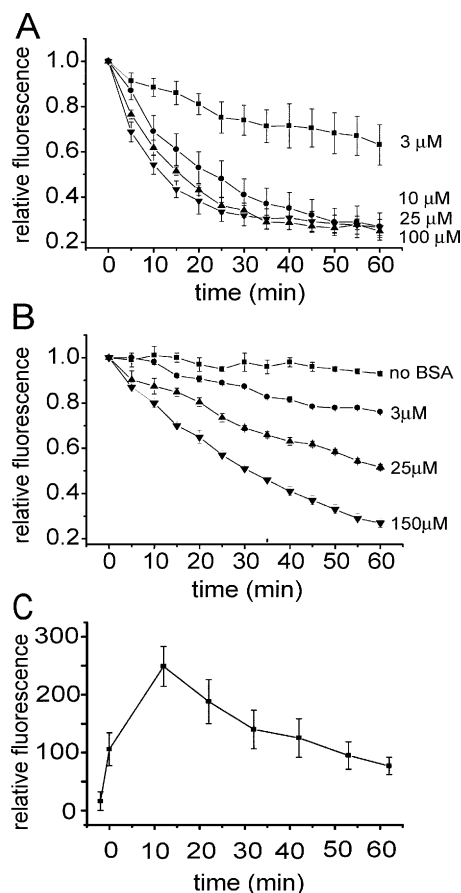 A
relative fluorescence
1.0
0.8
0.6
0.4
0.2
3 µM
10 µM
25 µM
100 µM
0 10 20 30 40 50 60
time (min)
B
relative fluorescence
1.0
0.8
0.6
0.4
0.2
no BSA
3µM
25µM
150µM
0 10 20 30 40 50 60
time (min)
C
relative fluorescence
300
250
200
150
100
50
0
0 10 20 30 40 50 60
time (min)